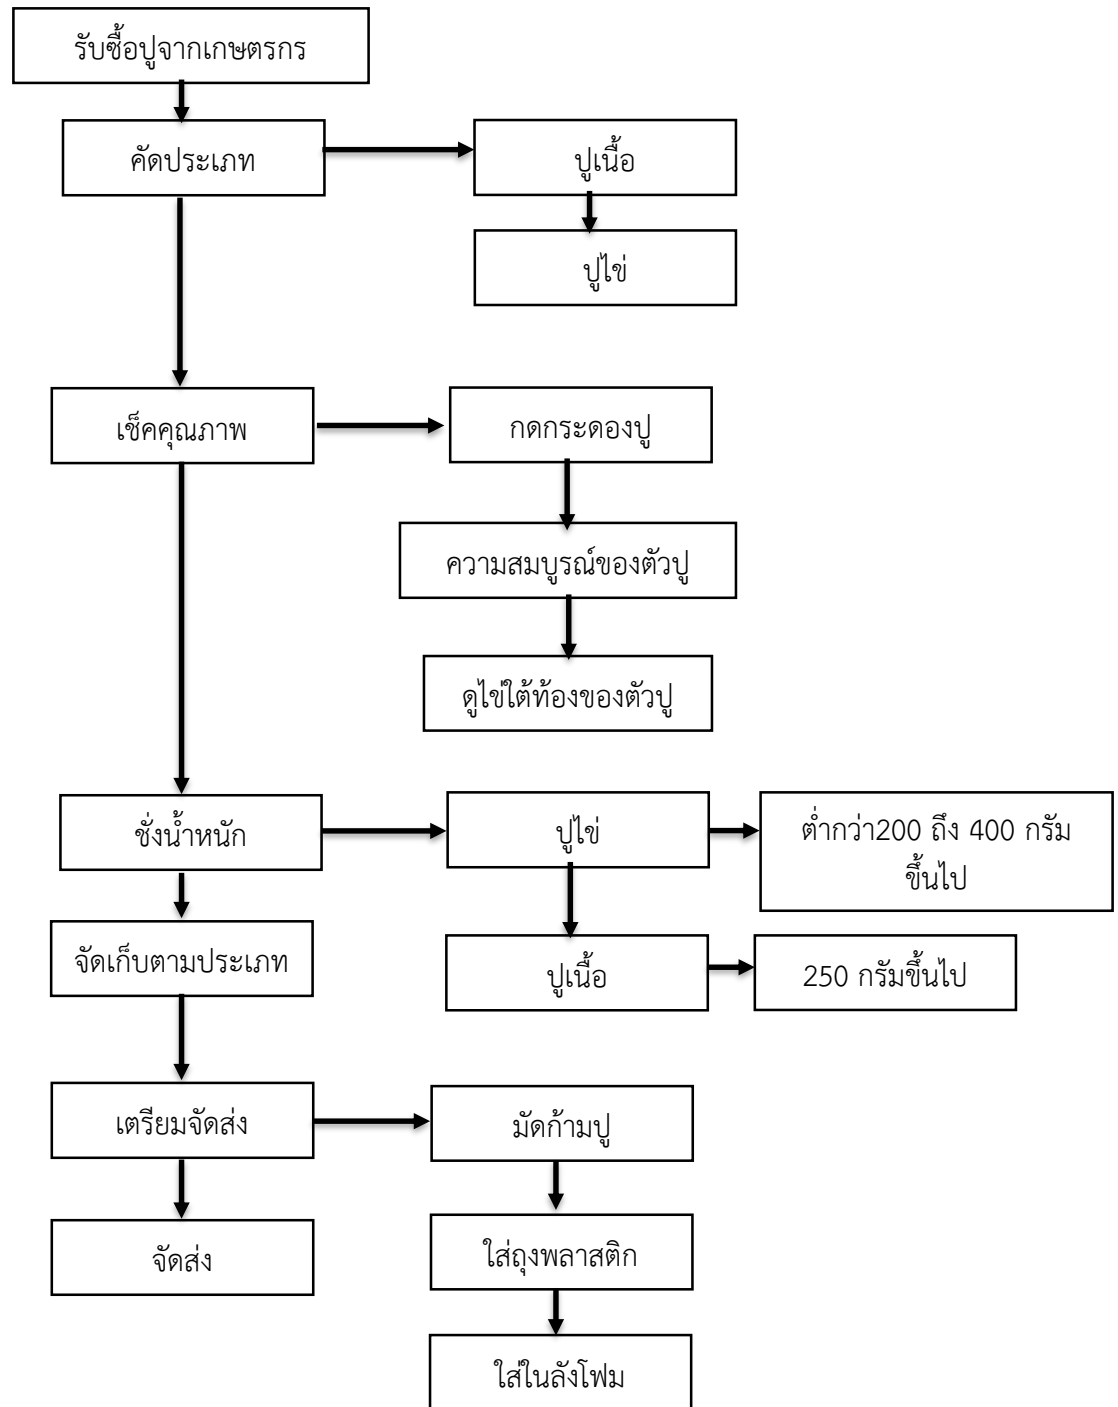 รับซื้อปูจากเกษตรกร
คัดประเภท
ปูเนื้อ
ปูไข่
เช็คคุณภาพ
กดกระดองปู
ความสมบูรณ์ของตัวปู
ดูไข่ใต้ท้องของตัวปู
ชั่งน้ำหนัก
ปูไข่
ต่ำกว่า200 ถึง 400 กรัม
ขึ้นไป
จัดเก็บตามประเภท
ปูเนื้อ
250 กรัมขึ้นไป
เตรียมจัดส่ง
มัดก้ามปู
จัดส่ง
ใส่ถุงพลาสติก
ใส่ในลังโฟม